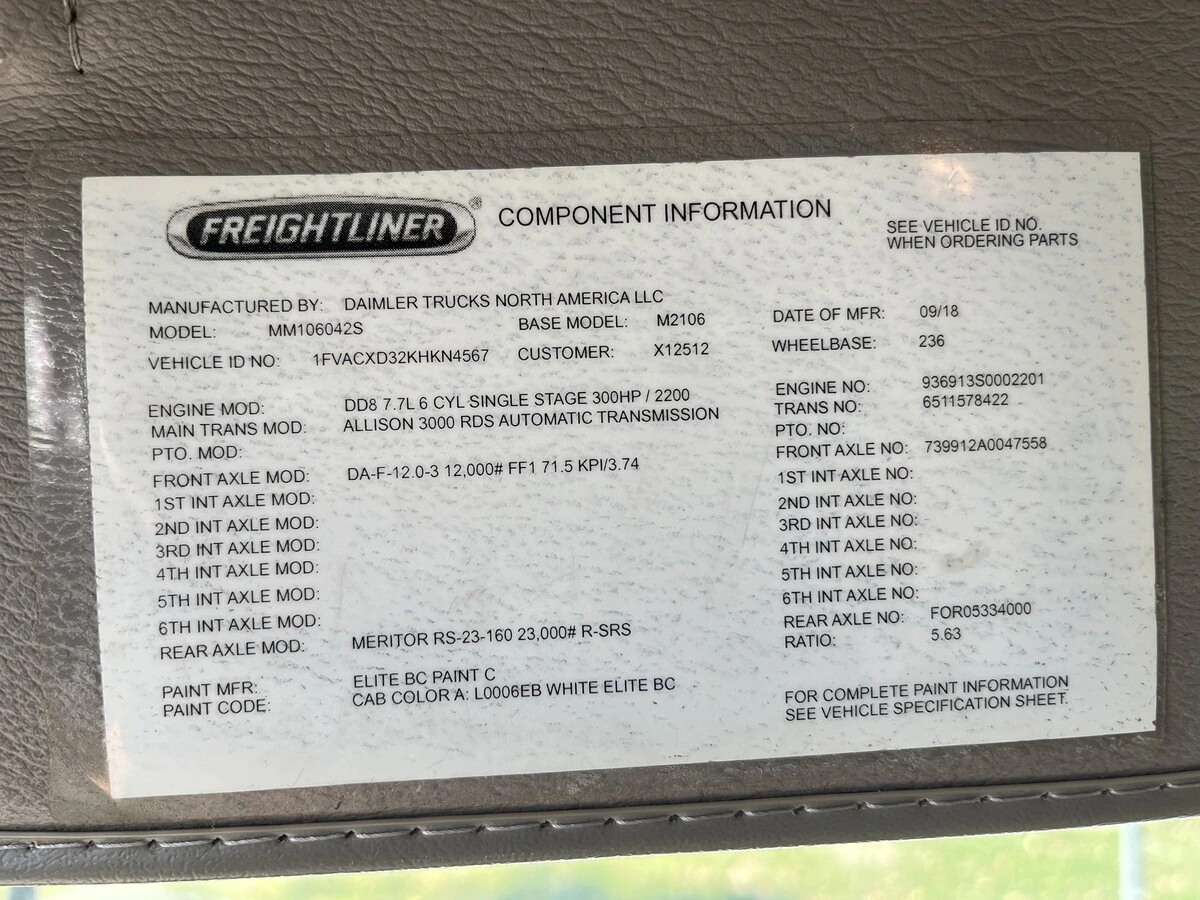 FREIGHTLINER® COMPONENT INFORMATION
SEE VEHICLE ID NO.
WHEN ORDERING PARTS
MANUFACTURED BY: DAIMLER TRUCKS NORTH AMERICA LLC
MODEL: MM106042S BASE MODEL: M2106 DATE OF MFR: 09/18
VEHICLE ID NO: 1FVACXD32KHKN4567 CUSTOMER: X12512 WHEELBASE: 236
ENGINE MOD: DD8 7.7L 6 CYL SINGLE STAGE 300HP / 2200 ENGINE NO: 936913S0002201
MAIN TRANS MOD: ALLISON 3000 RDS AUTOMATIC TRANSMISSION TRANS NO: 6511578422
PTO. MOD: PTO. NO:
FRONT AXLE MOD: DA-F-12.0-3 12,000# FF1 71.5 KPI/3.74 FRONT AXLE NO: 739912A0047558
1ST INT AXLE MOD: 1ST INT AXLE NO:
2ND INT AXLE MOD: 2ND INT AXLE NO:
3RD INT AXLE MOD: 3RD INT AXLE NO:
4TH INT AXLE MOD: 4TH INT AXLE NO:
5TH INT AXLE MOD: 5TH INT AXLE NO:
6TH INT AXLE MOD: 6TH INT AXLE NO:
REAR AXLE MOD: MERITOR RS-23-160 23,000# R-SRS REAR AXLE NO: FOR05334000
RATIO: 5.63
PAINT MFR: ELITE BC PAINT C
PAINT CODE: CAB COLOR A: L0006EB WHITE ELITE BC
FOR COMPLETE PAINT INFORMATION
SEE VEHICLE SPECIFICATION SHEET.